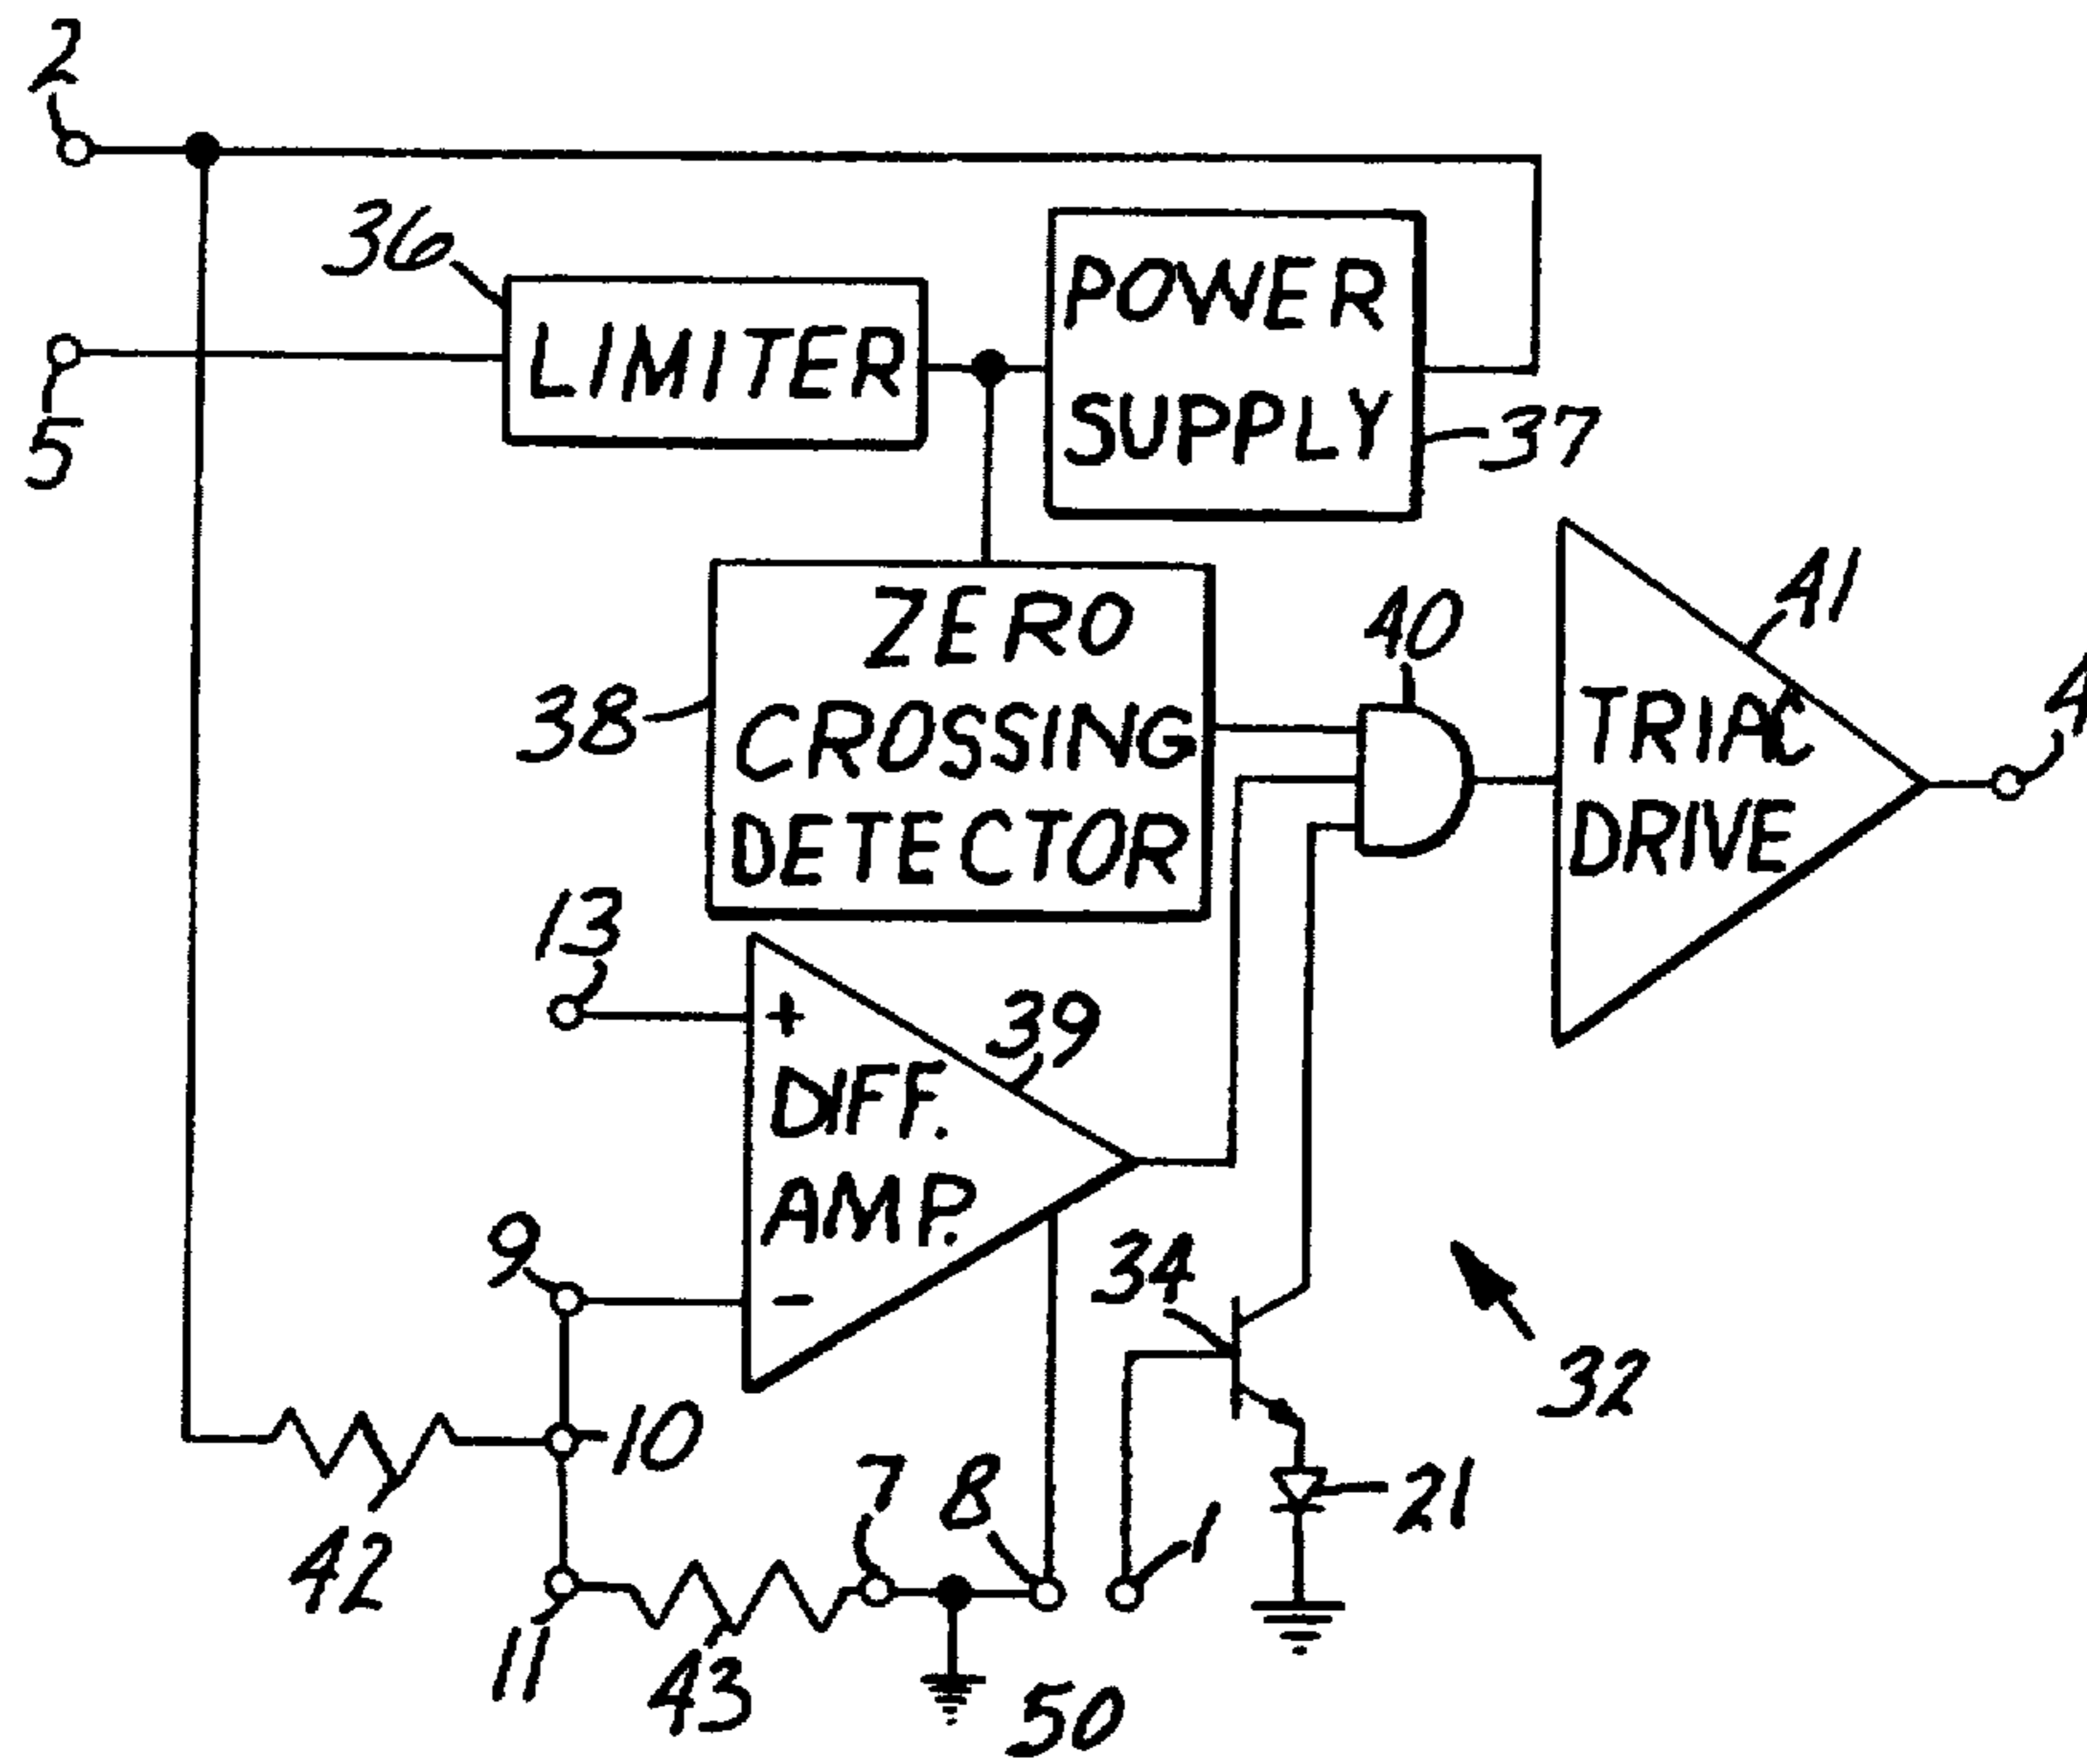 2
36
LIMITER
POWER
SUPPLY
37
5
ZERO
CROSSING
DETECTOR
38
40
41
TRIAC
DRIVE
13
+
DIFF.
AMP.
-
39
9
34
32
10
42
7
8
1
21
11
43
50